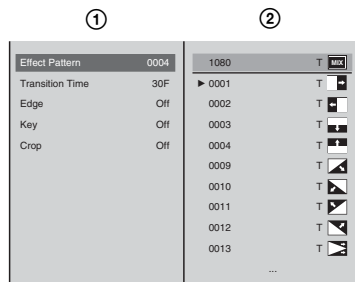 ① ②
Effect Pattern 0004
Transition Time 30F
Edge Off
Key Off
Crop Off
1080 T MIX
▶ 0001 T
0002 T
0003 T
0004 T
0009 T
0010 T
0011 T
0012 T
0013 T
...